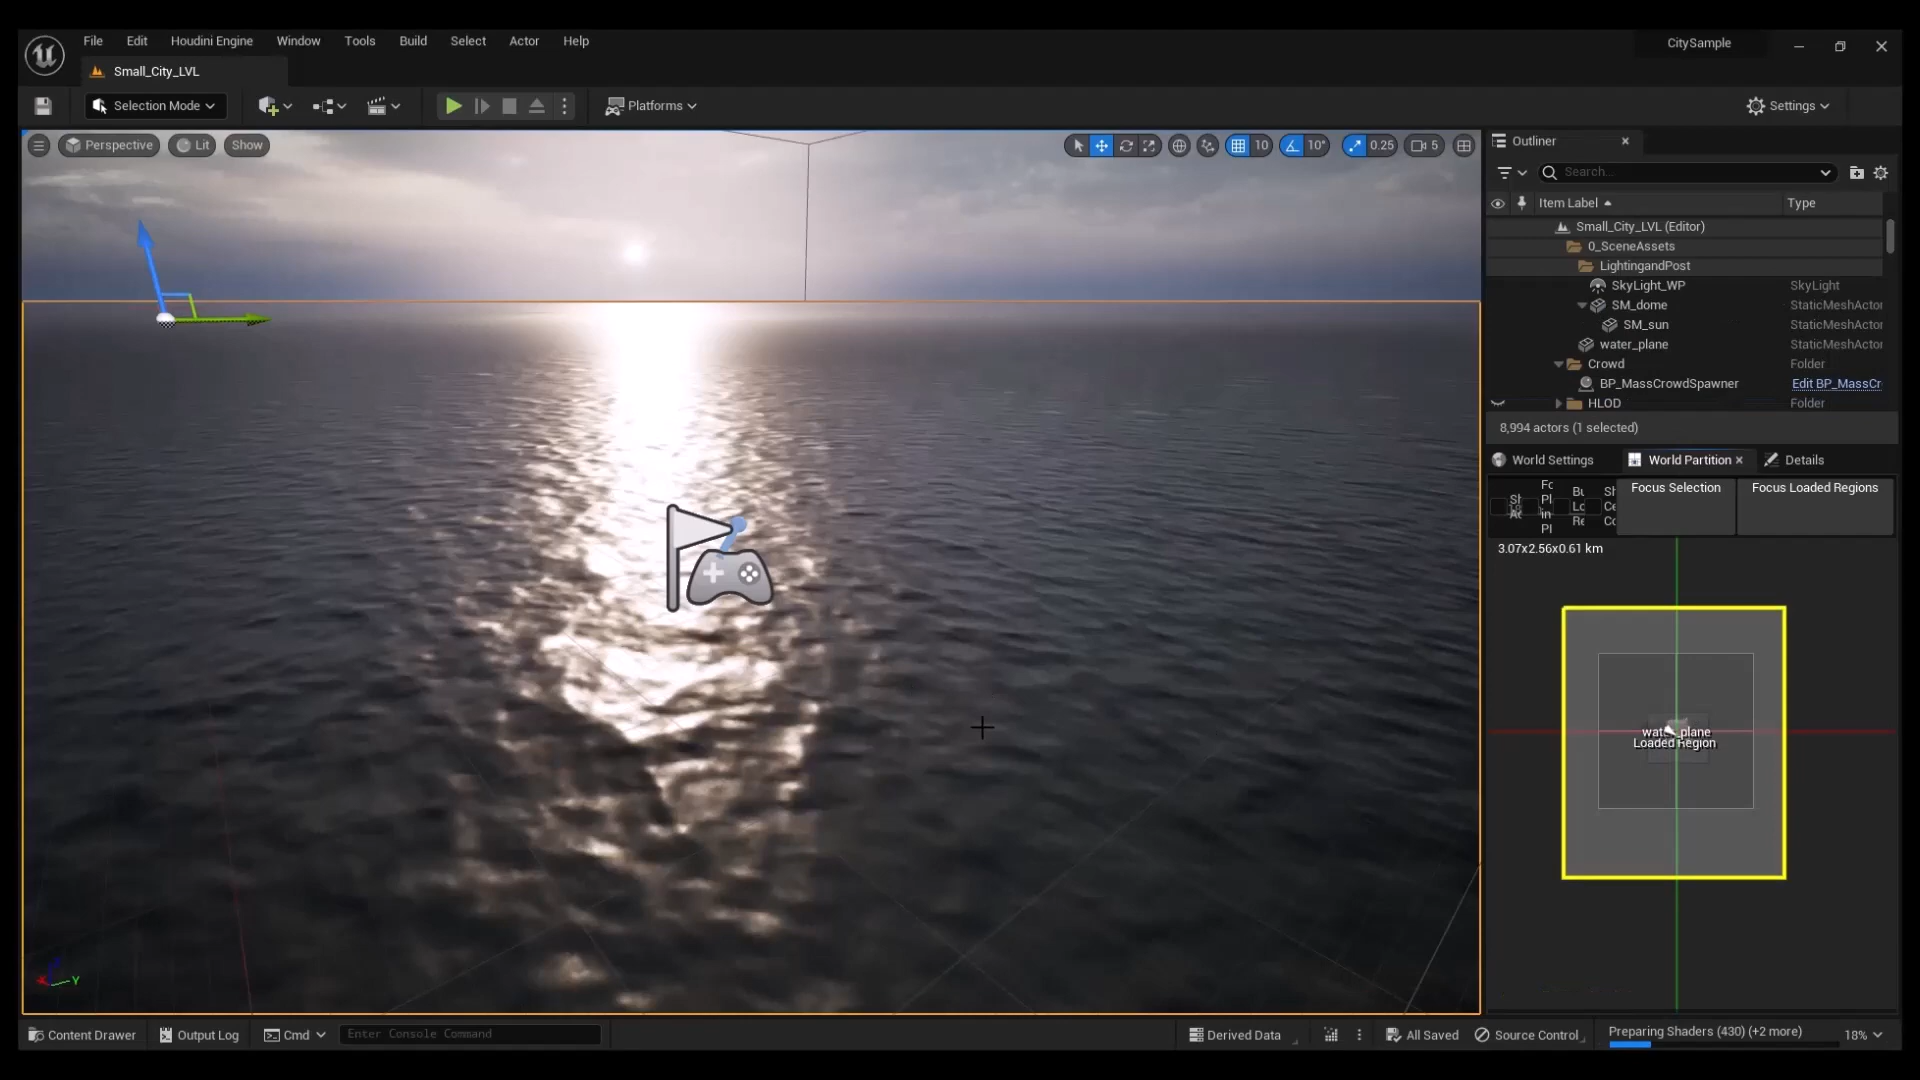 File Edit Houdini Engine Window Tools Build Select Actor Help
CitySample
Small_City_LVL
Selection Mode
Platforms
Settings
Perspective Lit Show
10 10° 0.25 5
Outliner
Search...
Item Label Type
Small_City_LVL (Editor)
0_SceneAssets
LightingandPost
SkyLight_WP SkyLight
SM_dome StaticMeshActor
SM_sun StaticMeshActor
water_plane StaticMeshActor
Crowd Folder
BP_MassCrowdSpawner Edit BP_MassCr
HLOD Folder
8,994 actors (1 selected)
World Settings World Partition Details
Focus Selection Focus Loaded Regions
3.07x2.56x0.61 km
water_plane
Loaded Region
Y
Content Drawer Output Log Cmd Enter Console Command
Derived Data All Saved Source Control Preparing Shaders (430) (+2 more) 18%